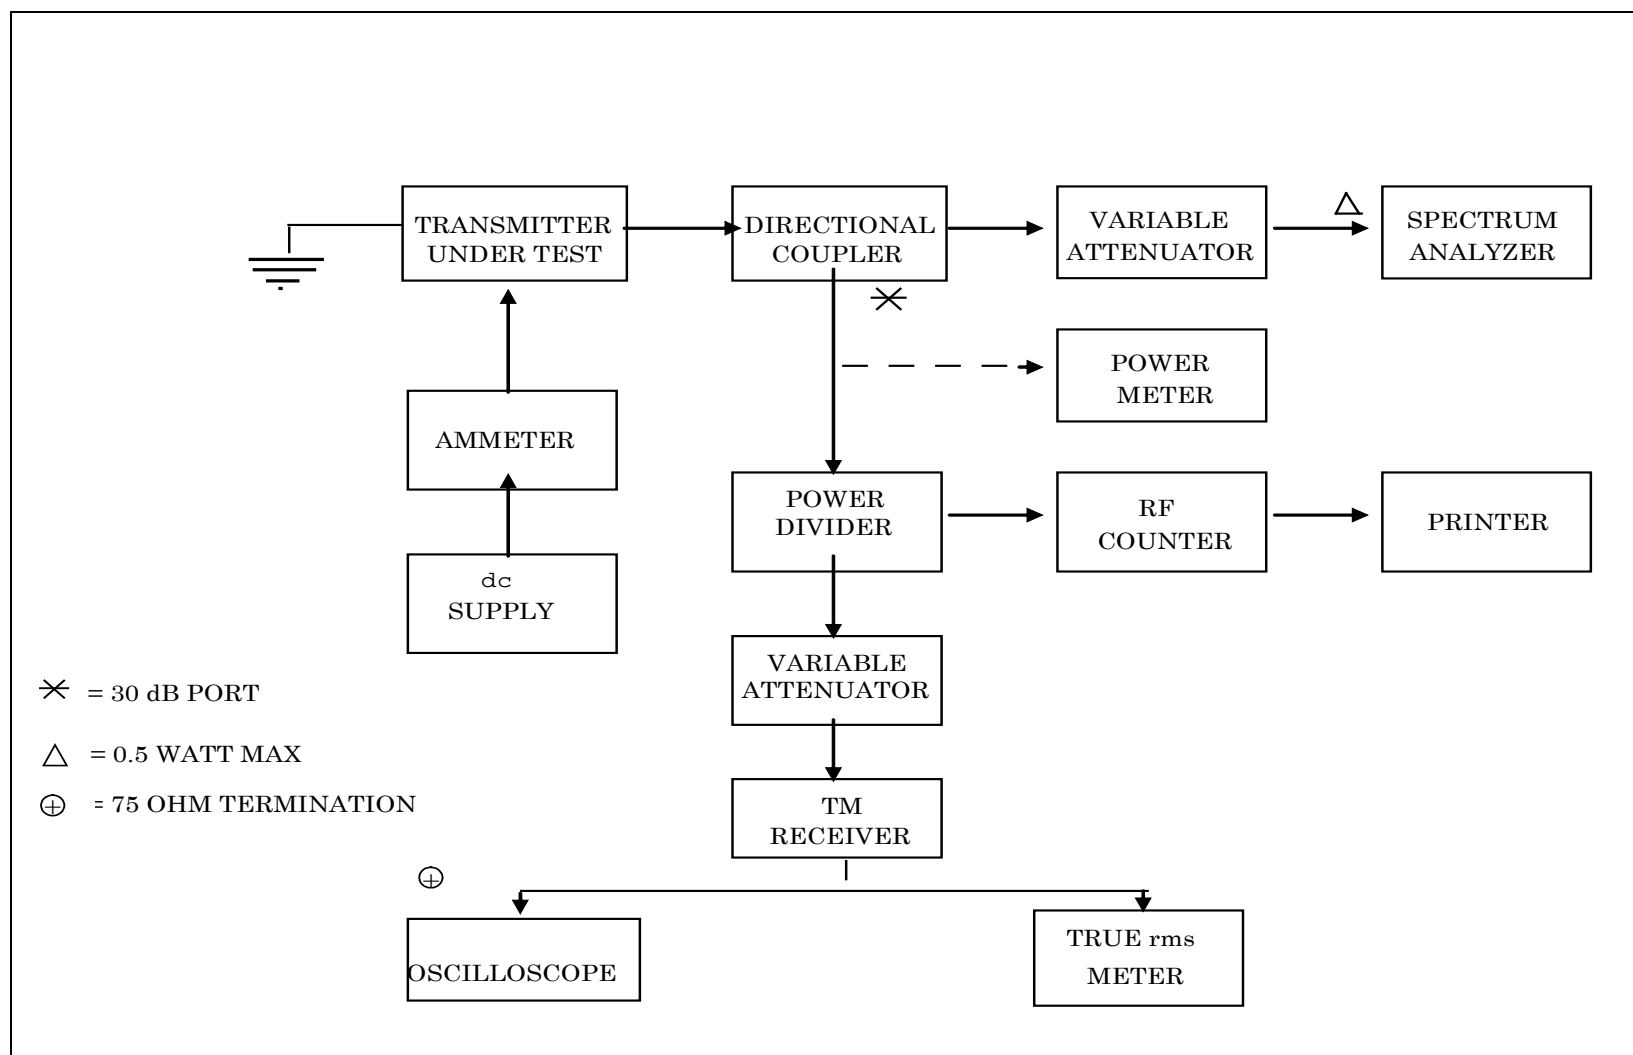 TRANSMITTER
UNDER TEST
DIRECTIONAL
COUPLER
VARIABLE
ATTENUATOR
SPECTRUM
ANALYZER
POWER
METER
AMMETER
POWER
DIVIDER
RF
COUNTER
PRINTER
dc
SUPPLY
VARIABLE
ATTENUATOR
= 30 dB PORT
= 0.5 WATT MAX
= 75 OHM TERMINATION
TM
RECEIVER
OSCILLOSCOPE
TRUE rms
METER